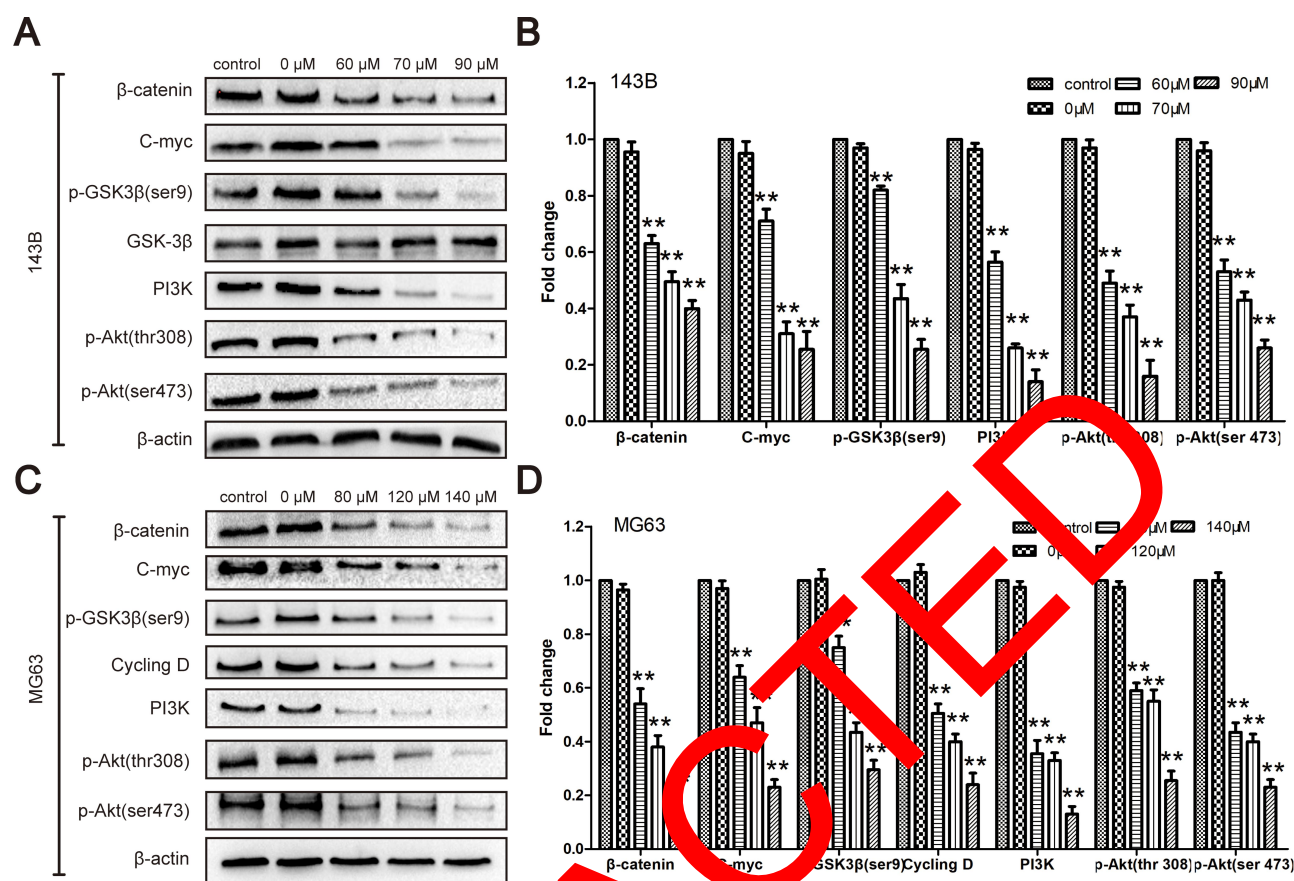 A
control 0 μM 60 μM 70 μM 90 μM
143B
β-catenin
C-myc
p-GSK3β(ser9)
GSK-3β
PI3K
p-Akt(thr308)
p-Akt(ser473)
β-actin
B
143B
control 60μM 90μM
0μM 70μM
Fold change
1.2
1.0
0.8
0.6
0.4
0.2
0.0
** ** **
** ** **
** ** **
** ** **
** ** **
** ** **
β-catenin C-myc p-GSK3β(ser9) p-Akt(ser 473)
C
control 0 μM 80 μM 120 μM 140 μM
MG63
β-catenin
C-myc
p-GSK3β(ser9)
Cycling D
PI3K
p-Akt(thr308)
p-Akt(ser473)
β-actin
D
MG63
140μM
120μM
Fold change
1.2
1.0
0.8
0.6
0.4
0.2
0.0
** **
** **
** **
** ** **
** ** **
** ** **
** ** **
β-catenin Cycling D PI3K p-Akt(thr 308) p-Akt(ser 473)
CTED